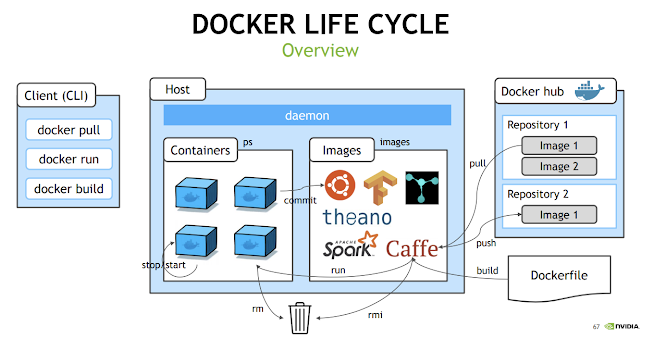 DOCKER LIFE CYCLE
Overview
Client (CLI)
docker pull
docker run
docker build
Host
daemon
Containers
ps
Images
images
commit
theano
APACHE
Spark
Caffe
stop/start
run
rm
rmi
pull
push
build
Docker hub
Repository 1
Image 1
Image 2
Repository 2
Image 1
Dockerfile
67
NVIDIA.